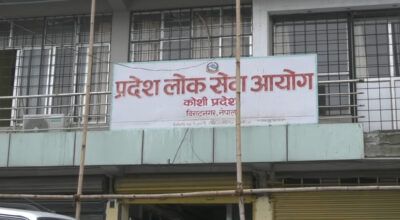 प्रदेश लोक सेवा आयोग
कोशी प्रदेश
विराटनगर, नेपाल